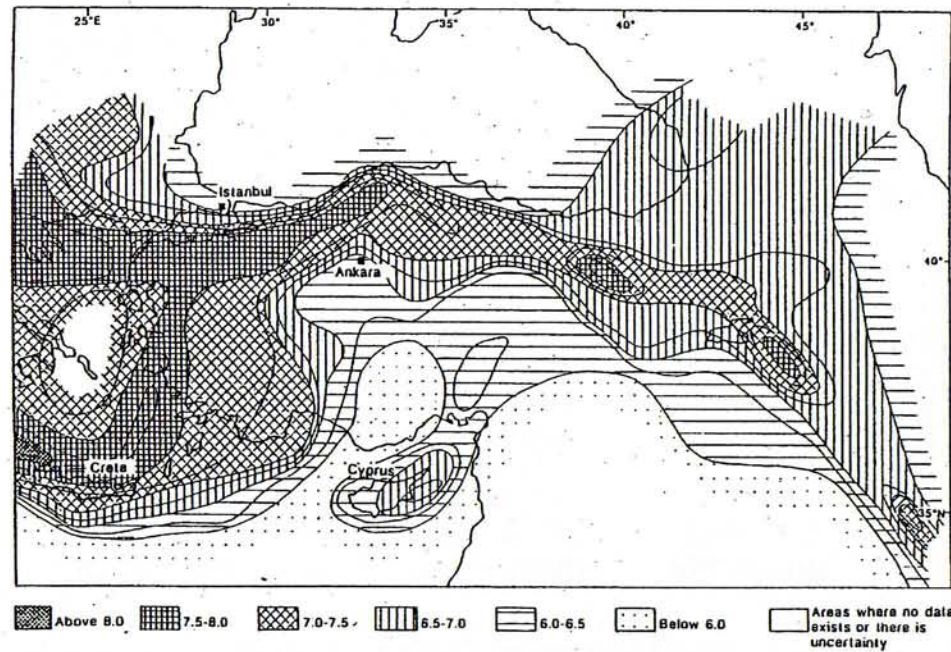 25°E 30° 35° 40° 45°
Istanbul
Ankara
40°
Creta
Cyprus
35°N
Above 8.0
7.5-8.0
7.0-7.5
6.5-7.0
6.0-6.5
Below 6.0
Areas where no data
exists or there is
uncertainty